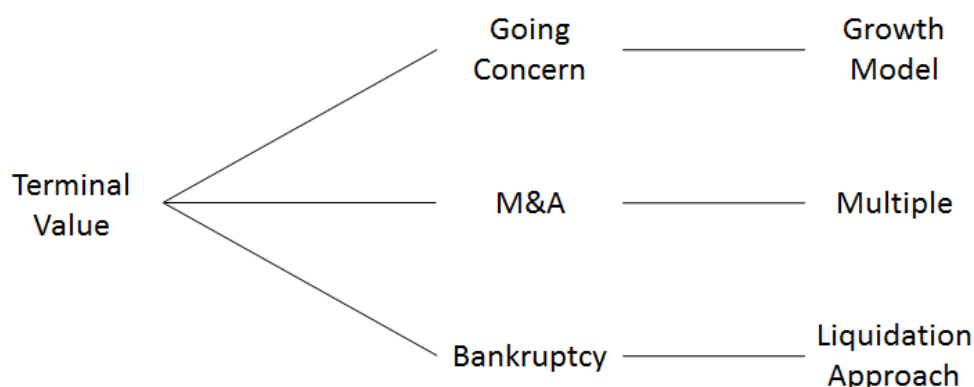 Going
Concern
Growth
Model
Terminal
Value
M&A
Multiple
Bankruptcy
Liquidation
Approach